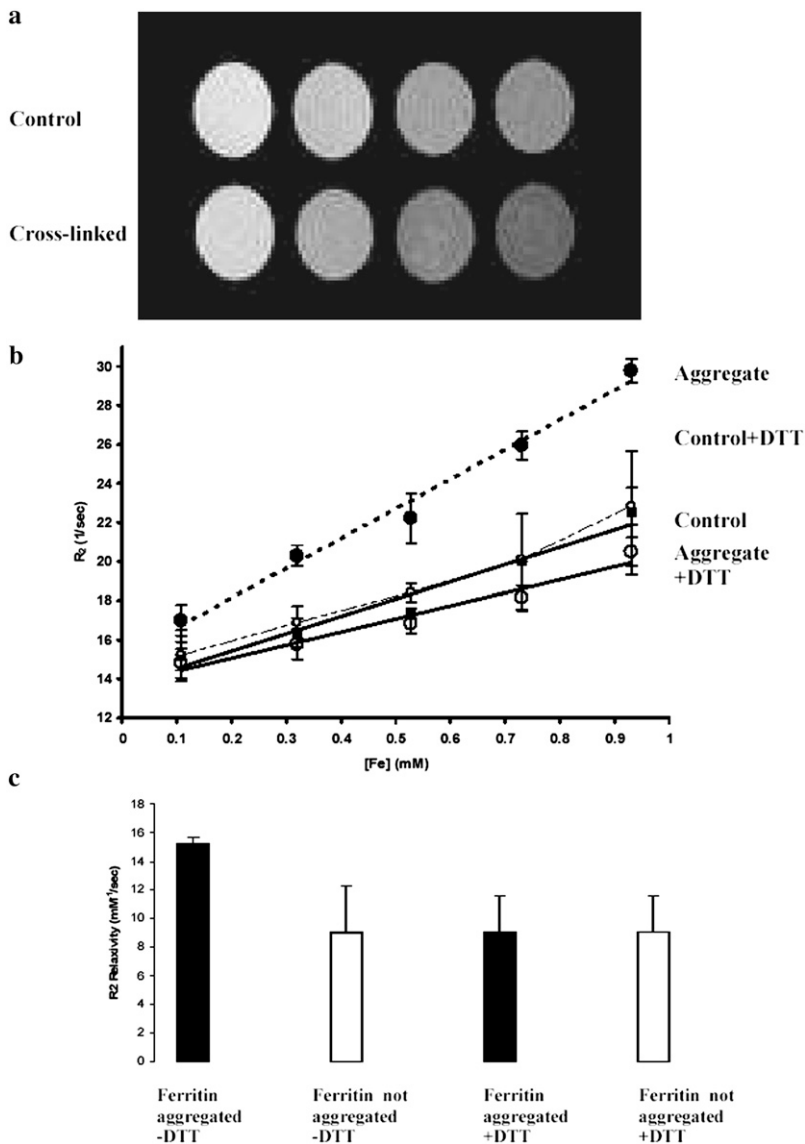 a
Control
Cross-linked
b
30
28
26
24
22
20
18
16
14
12
R₂ (1/sec)
0 0.1 0.2 0.3 0.4 0.5 0.6 0.7 0.8 0.9 1
[Fe] (mM)
Aggregate
Control+DTT
Control
Aggregate
+DTT
c
18
16
14
12
10
8
6
4
2
0
R2 Relaxivity (mM⁻¹/sec)
Ferritin
aggregated
-DTT
Ferritin not
aggregated
-DTT
Ferritin
aggregated
+DTT
Ferritin not
aggregated
+DTT